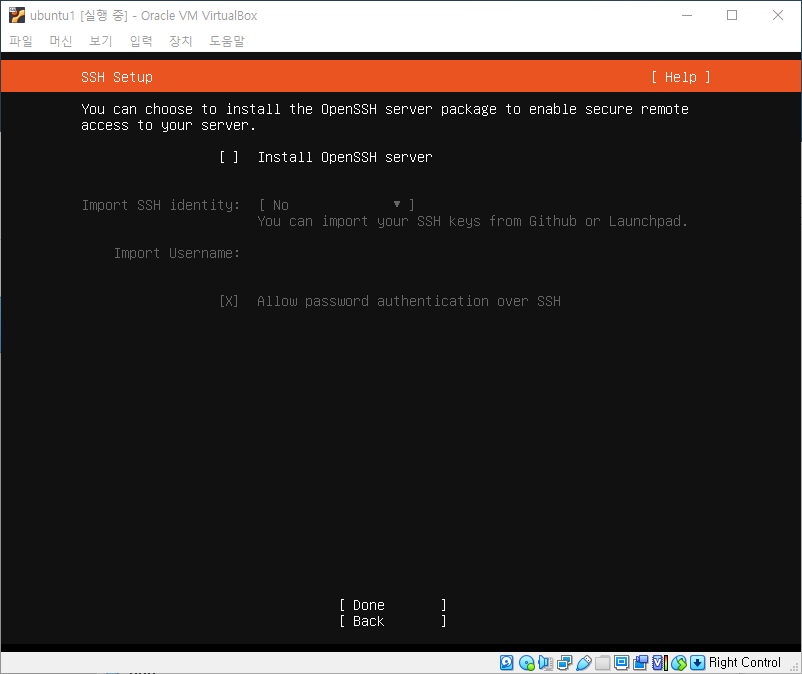 ubuntu1 [실행 중] - Oracle VM VirtualBox
파일 머신 보기 입력 장치 도움말
SSH Setup [ Help ]
You can choose to install the OpenSSH server package to enable secure remote
access to your server.
[ ] Install OpenSSH server
Import SSH identity: [ No ▼ ]
You can import your SSH keys from Github or Launchpad.
Import Username:
[X] Allow password authentication over SSH
[ Done ]
[ Back ]
Right Control